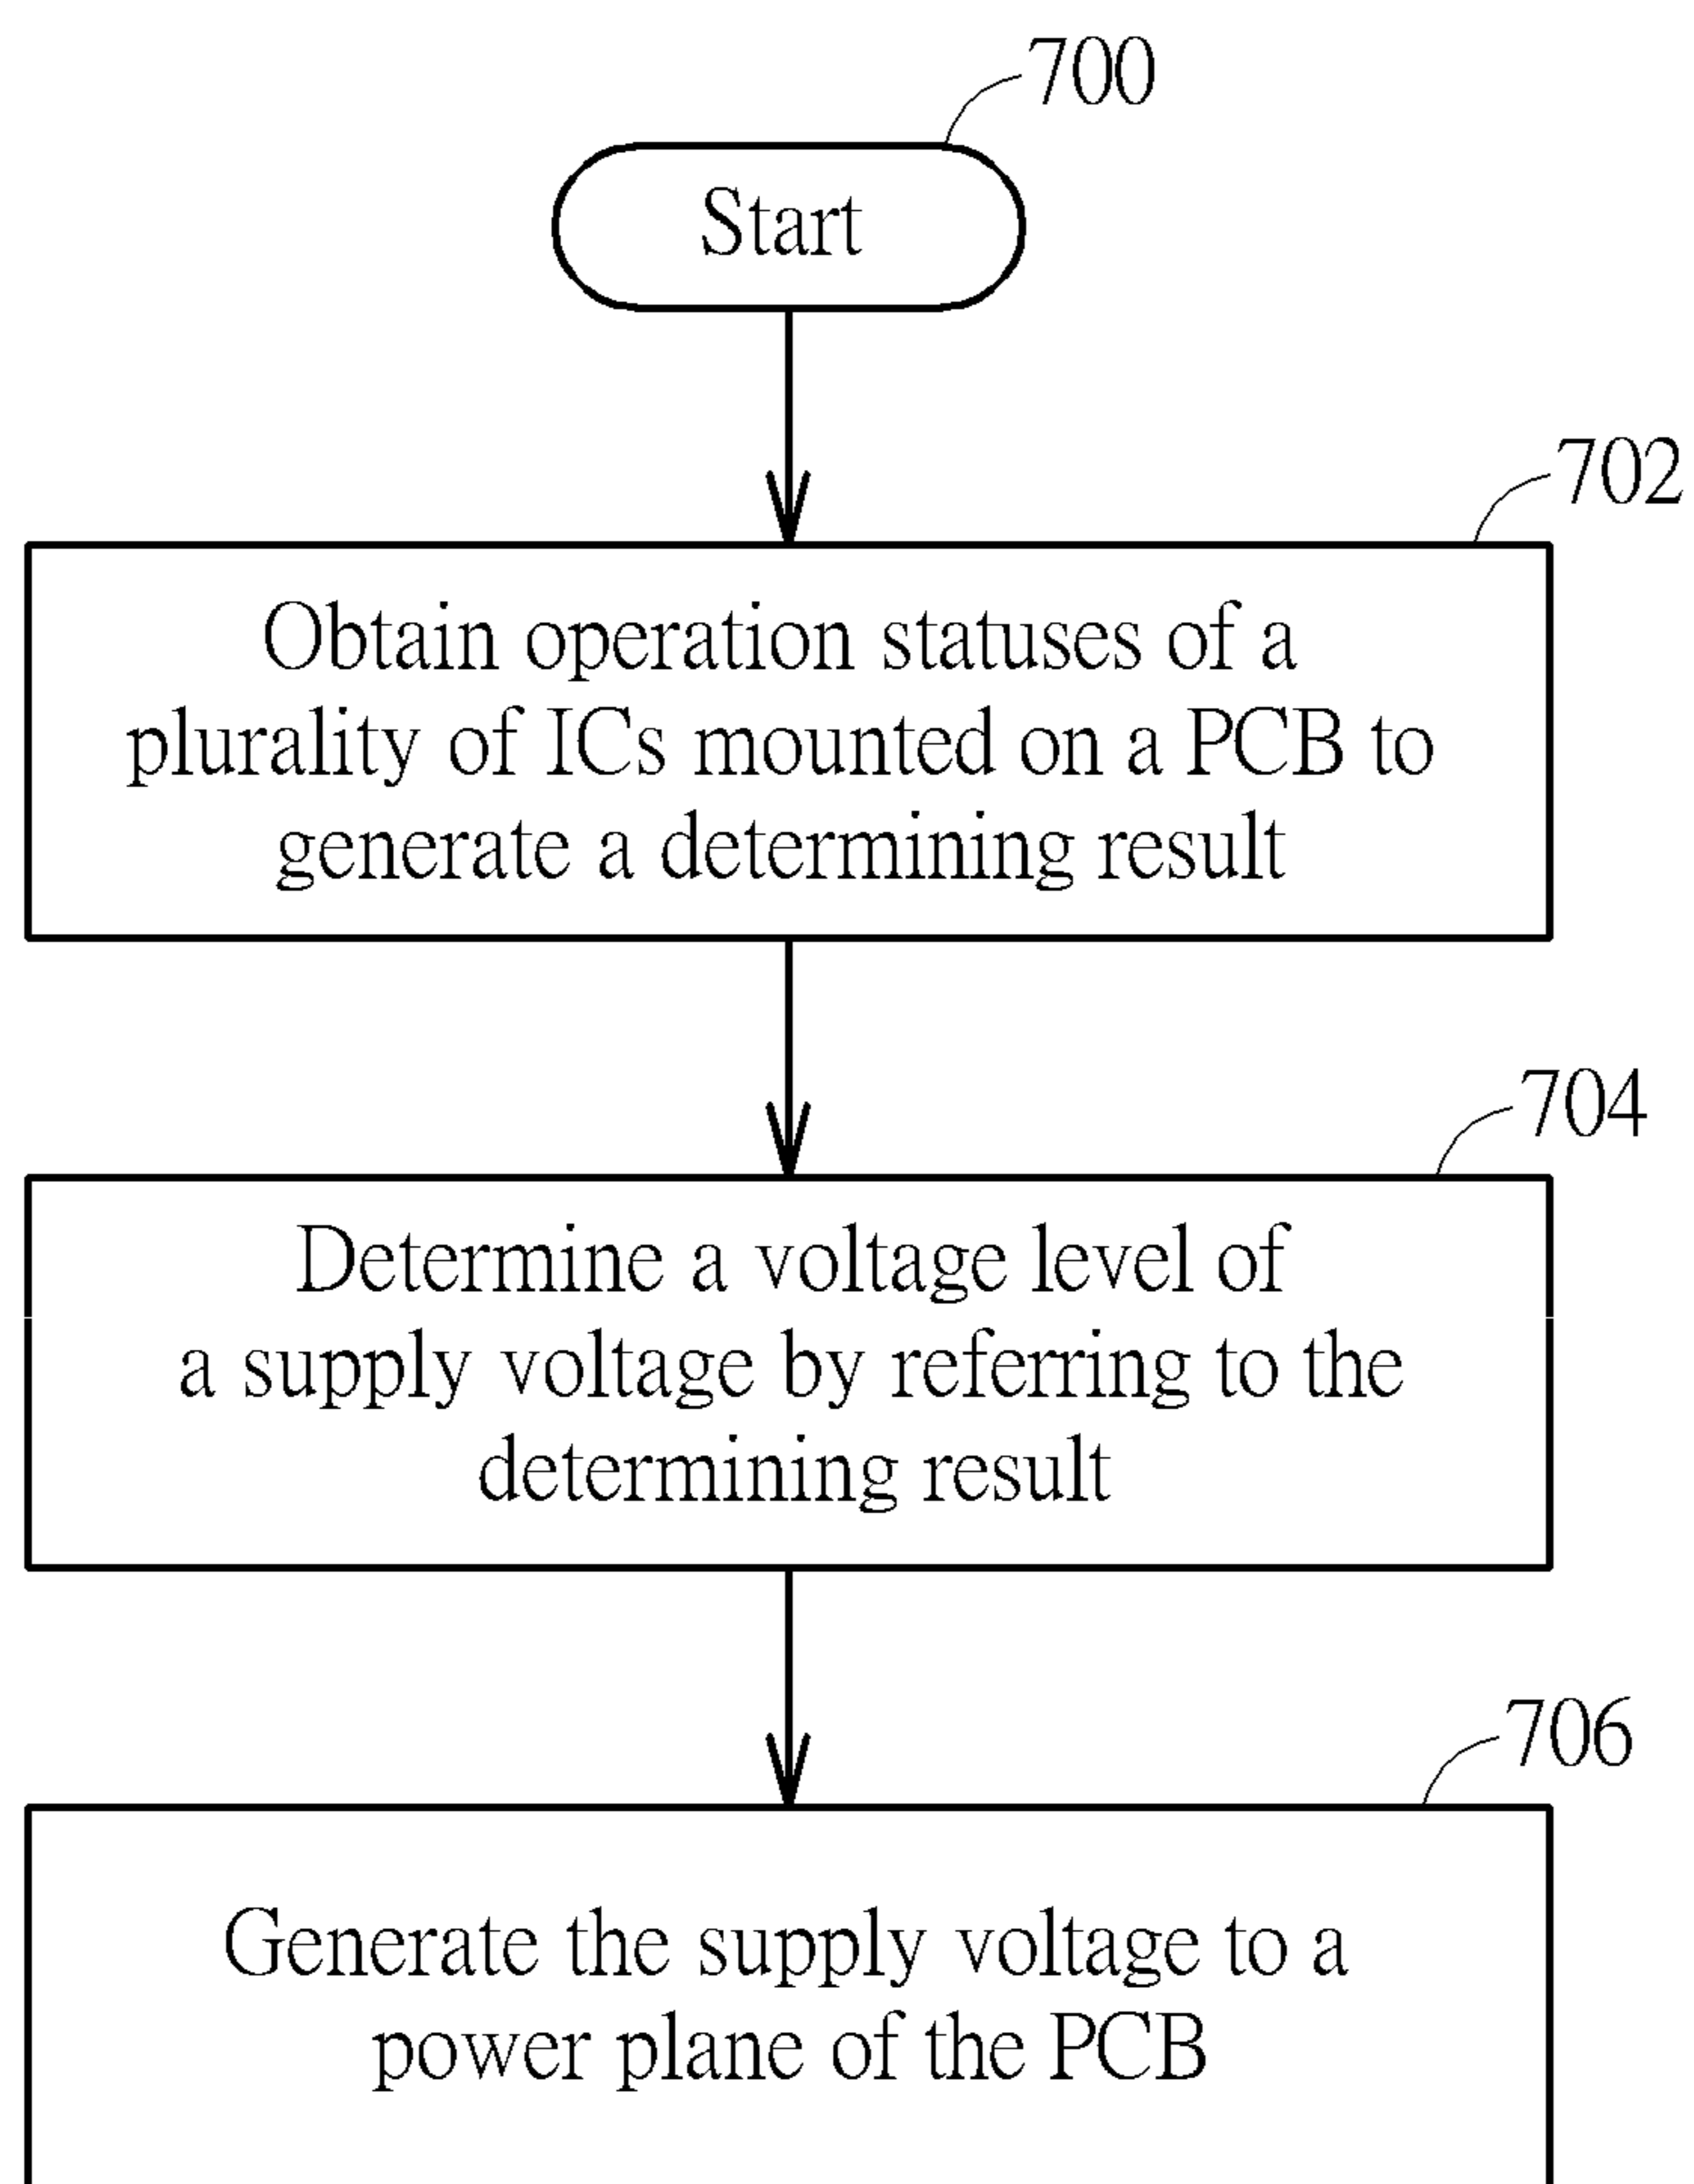 700
Start
702
Obtain operation statuses of a
plurality of ICs mounted on a PCB to
generate a determining result
704
Determine a voltage level of
a supply voltage by referring to the
determining result
706
Generate the supply voltage to a
power plane of the PCB